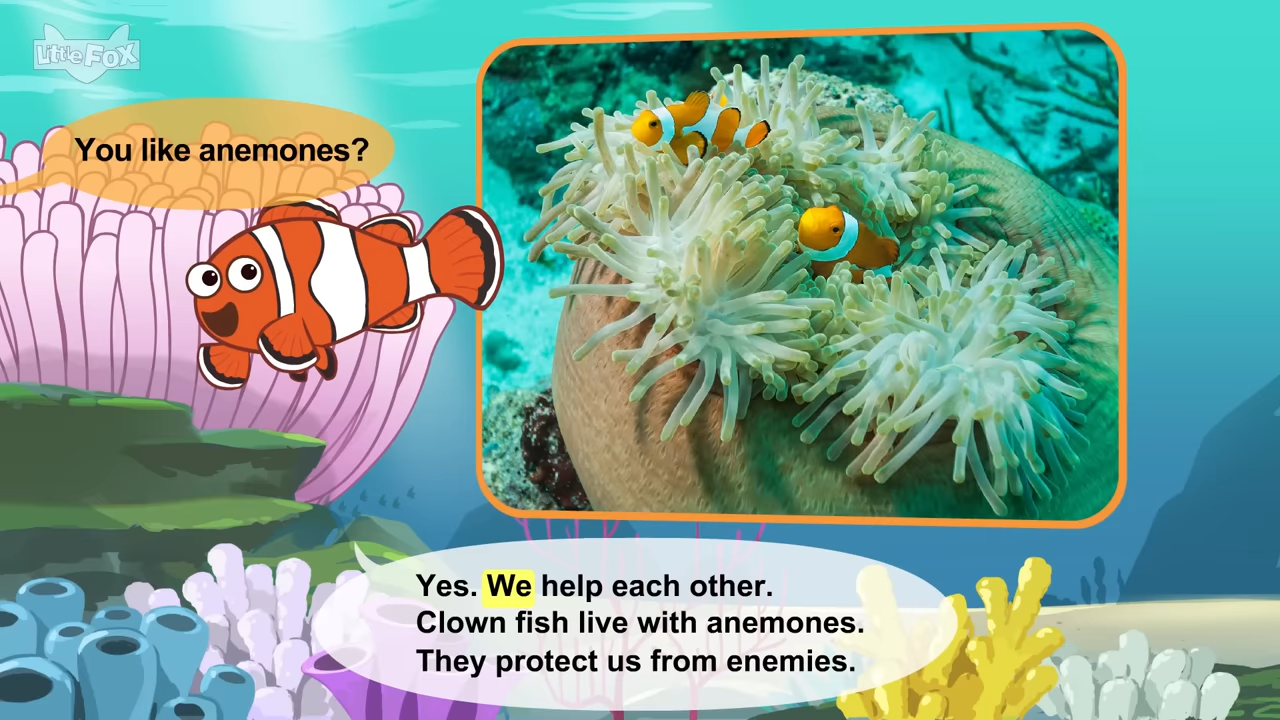 Little Fox
You like anemones?
Yes. We help each other.
Clown fish live with anemones.
They protect us from enemies.